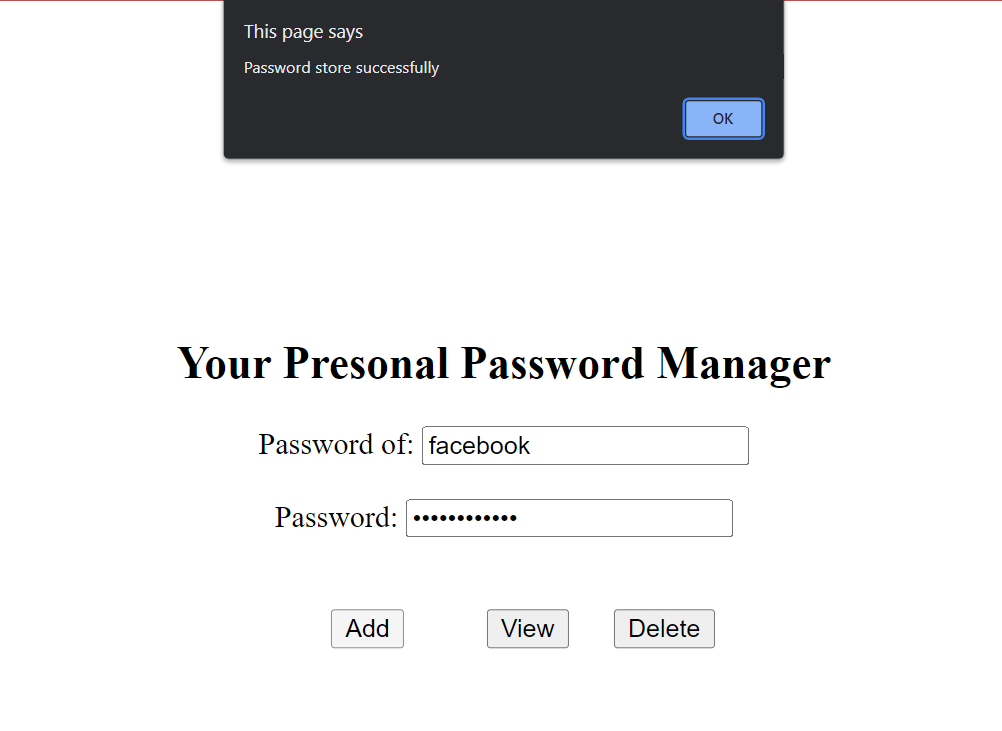 This page says
Password store successfully
OK
Your Presonal Password Manager
Password of: facebook
Password: ••••••••••••
Add View Delete